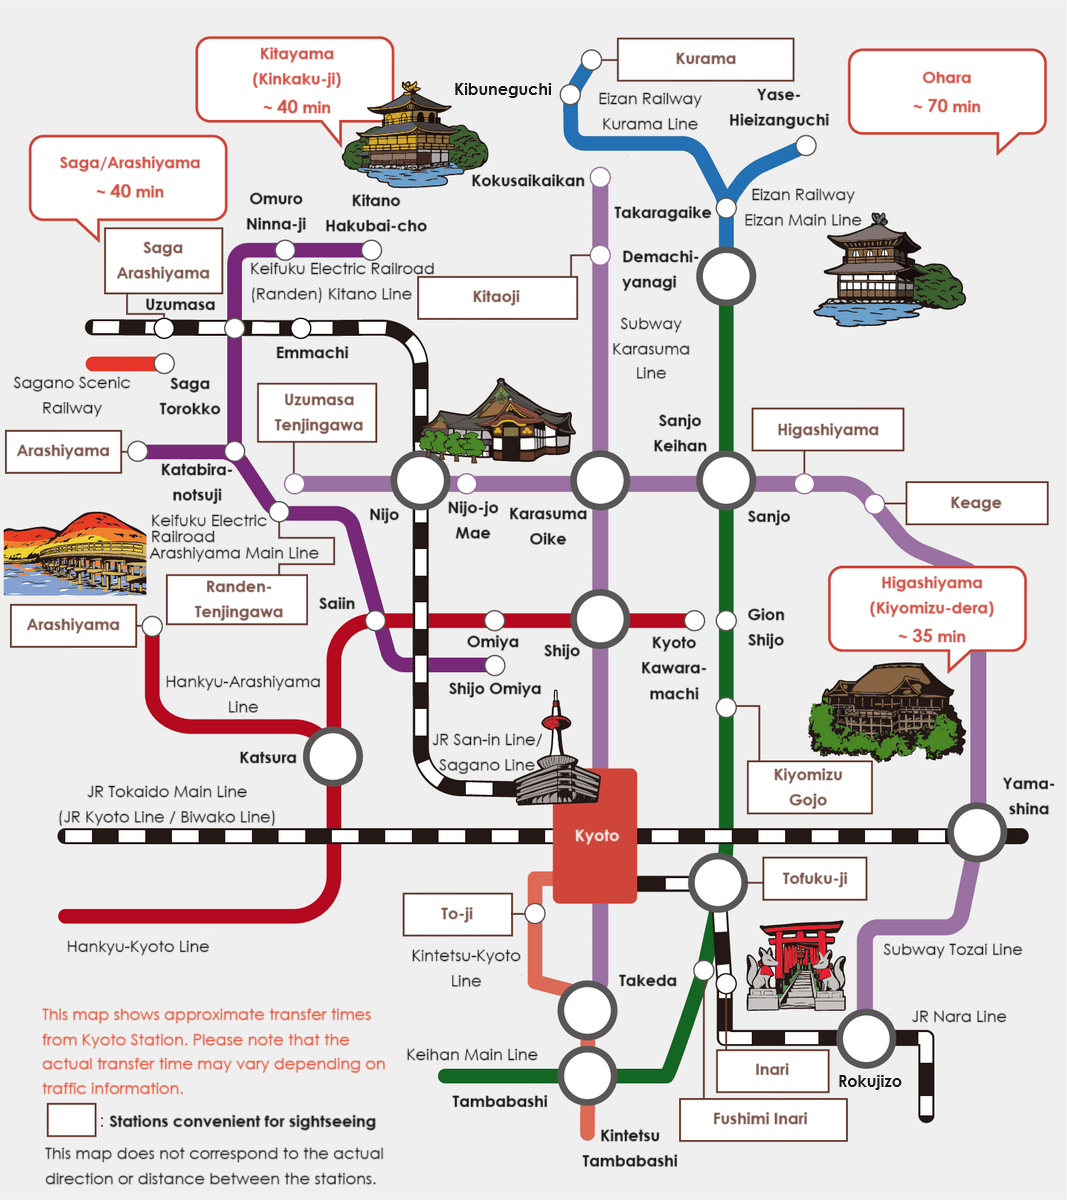 Kitayama
(Kinkaku-ji)
~ 40 min
Kurama
Ohara
~ 70 min
Kibuneguchi
Eizan Railway
Kurama Line
Yase-
Hieizanguchi
Saga/Arashiyama
~ 40 min
Kokusaikaikan
Omuro
Ninna-ji
Kitano
Hakubai-cho
Takaragaike
Eizan Railway
Eizan Main Line
Saga
Arashiyama
Keifuku Electric Railroad
(Randen) Kitano Line
Kitaoji
Demachi-
yanagi
Uzumasa
Emmachi
Subway
Karasuma
Line
Sagano Scenic
Railway
Saga
Torokko
Uzumasa
Tenjingawa
Sanjo
Keihan
Higashiyama
Arashiyama
Katabira-
notsuji
Nijo
Nijo-jo
Mae
Karasuma
Oike
Sanjo
Keage
Keifuku Electric
Railroad
Arashiyama Main Line
Randen-
Tenjingawa
Higashiyama
(Kiyomizu-dera)
~ 35 min
Arashiyama
Saiin
Omiya
Shijo
Kyoto
Kawara-
machi
Gion
Shijo
Hankyu-Arashiyama
Line
Shijo Omiya
Katsura
JR San-in Line/
Sagano Line
Kiyomizu
Gojo
Yama-
shina
JR Tokaido Main Line
(JR Kyoto Line / Biwako Line)
Kyoto
Tofuku-ji
To-ji
Hankyu-Kyoto Line
Kintetsu-Kyoto
Line
Takeda
Subway Tozai Line
This map shows approximate transfer times
from Kyoto Station. Please note that the
actual transfer time may vary depending on
traffic information.
JR Nara Line
Keihan Main Line
Inari
Rokujizo
Tambabashi
Fushimi Inari
: Stations convenient for sightseeing
Kintetsu
Tambabashi
This map does not correspond to the actual
direction or distance between the stations.